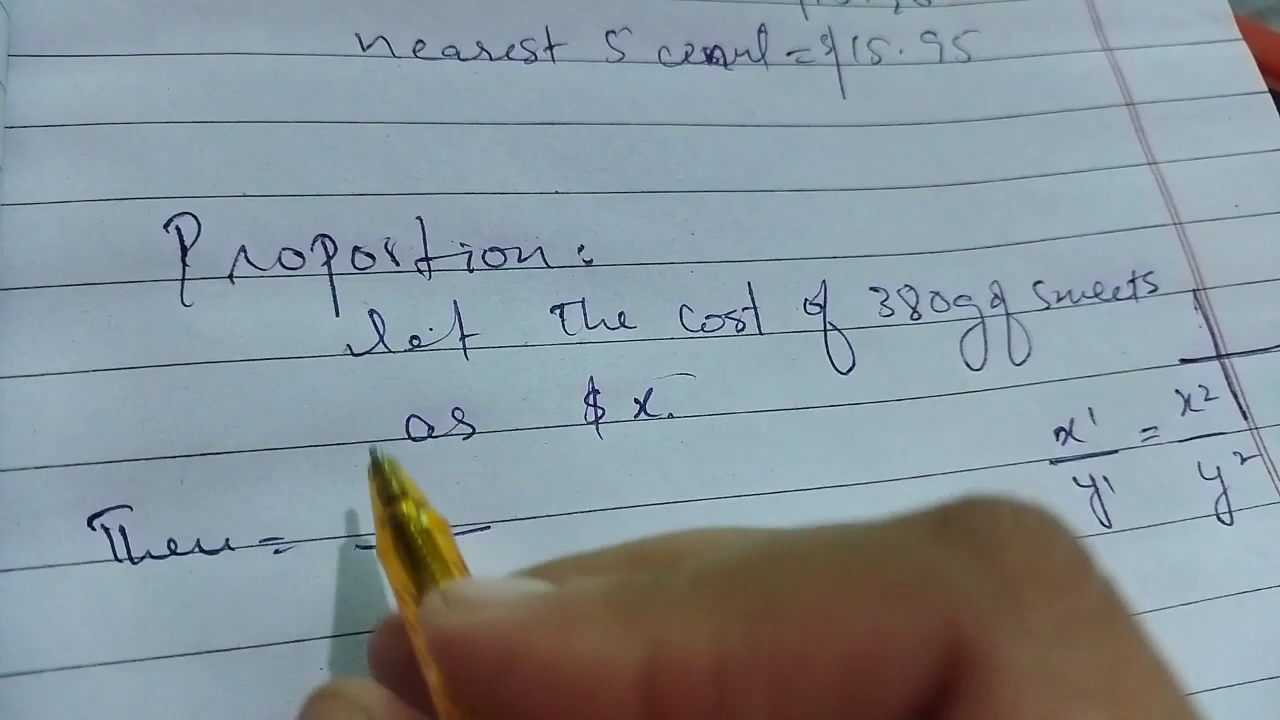 nearest 5 cent = $15.95
Proportion:
let the cost of 380g of sweets
as $x.
x1/y1 = x2/y2
Then =